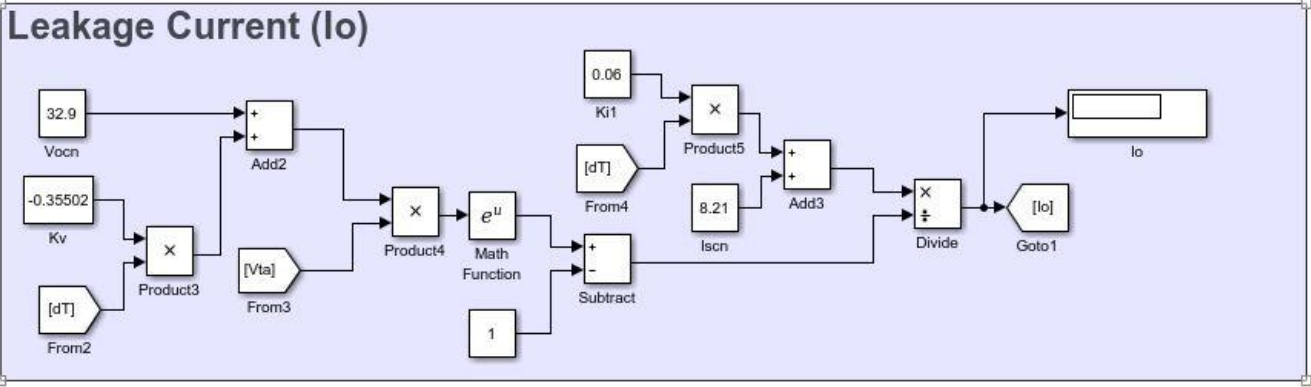 Leakage Current (Io)
32.9
Vocn
-0.35502
Kv
[dT]
From2
×
Product3
+
+
Add2
[Vta]
From3
×
Product4
eᵘ
Math
Function
1
+
−
Subtract
0.06
Ki1
[dT]
From4
×
Product5
8.21
Iscn
+
+
Add3
×
÷
Divide
Io
[Io]
Goto1